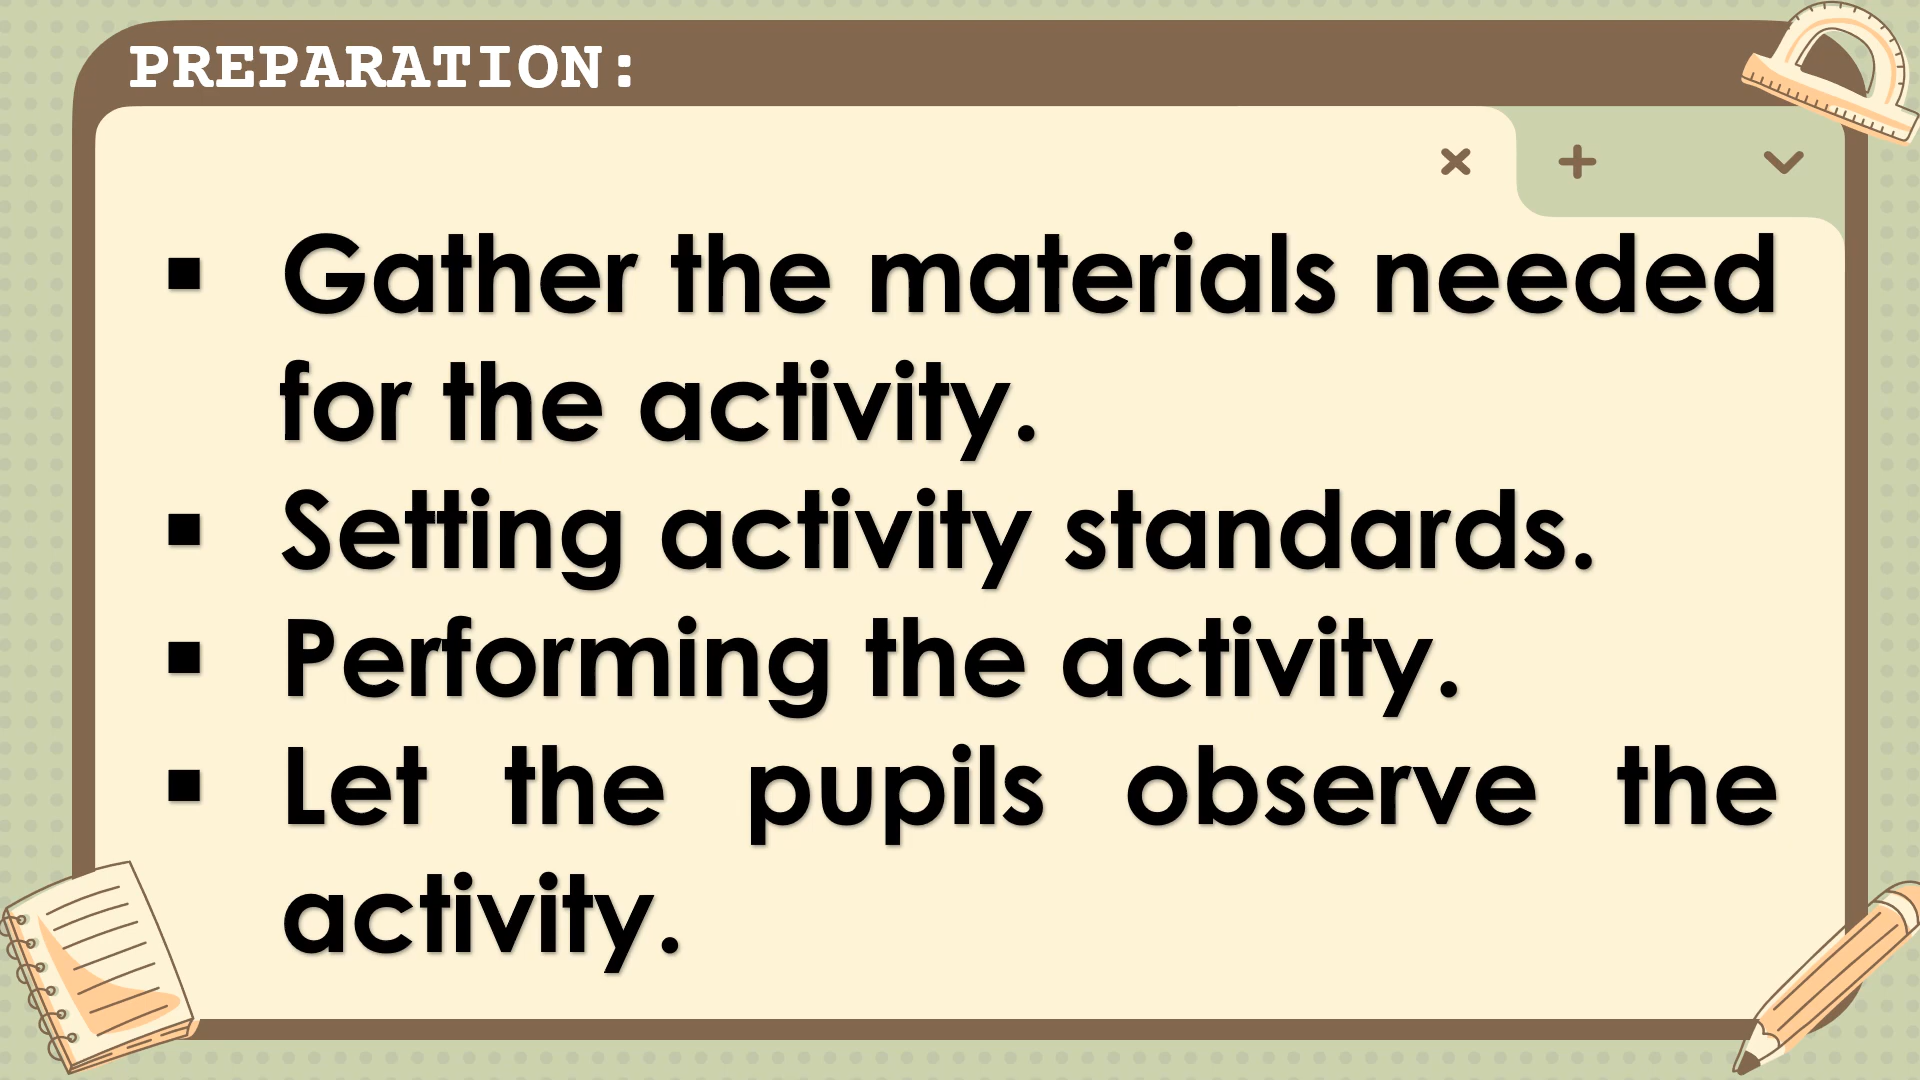 PREPARATION:
▪ Gather the materials needed
for the activity.
▪ Setting activity standards.
▪ Performing the activity.
▪ Let the pupils observe the
activity.